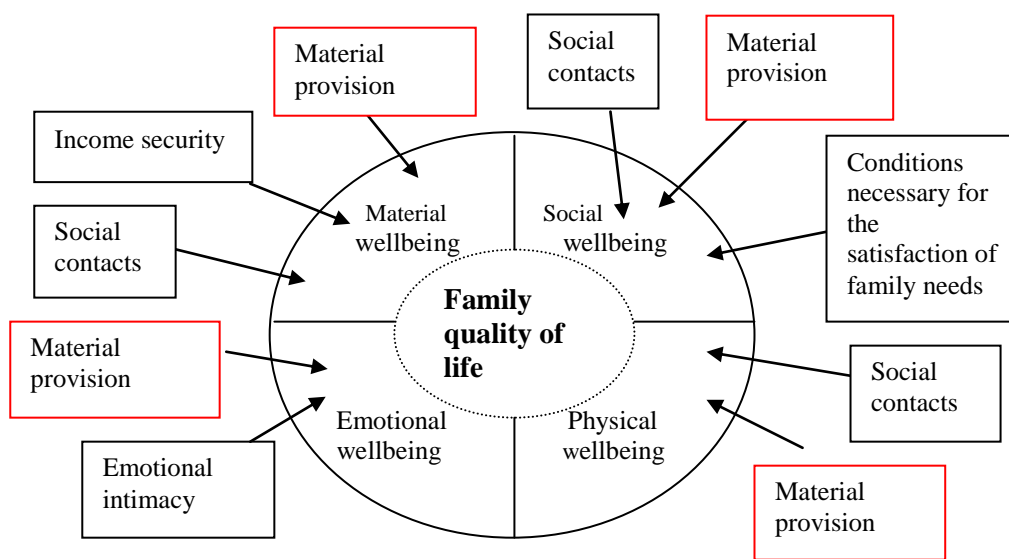 Material
provision
Social
contacts
Material
provision
Income security
Conditions
necessary for
the
satisfaction of
family needs
Social
contacts
Material
wellbeing
Social
wellbeing
Family
quality of
life
Material
provision
Social
contacts
Emotional
wellbeing
Physical
wellbeing
Emotional
intimacy
Material
provision